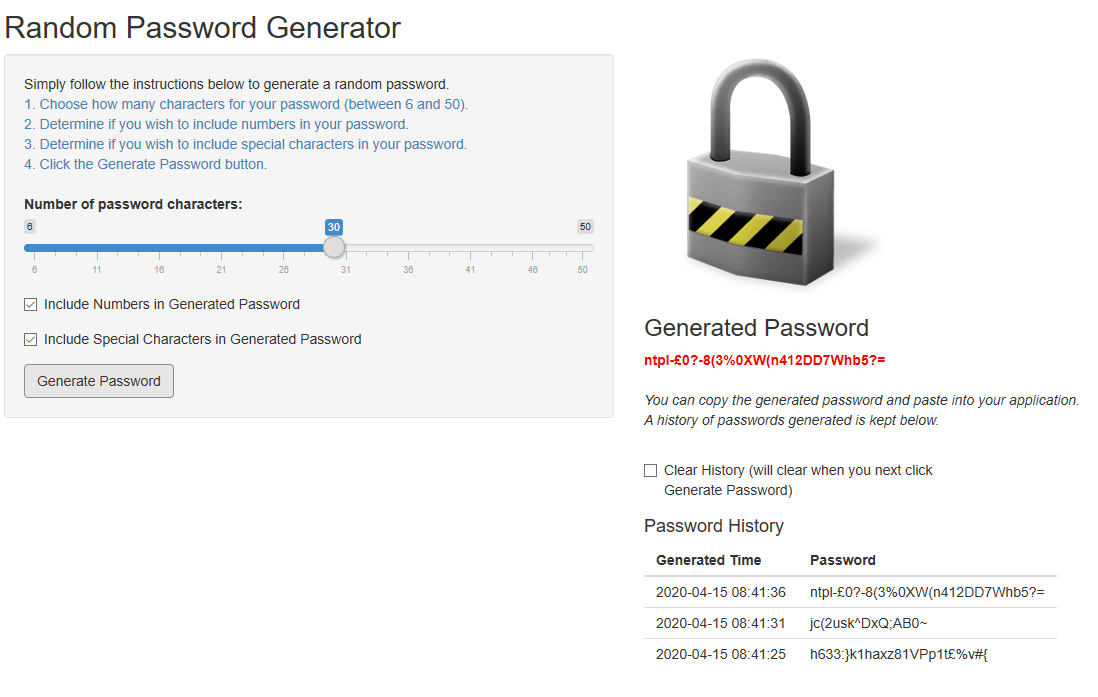 Random Password Generator
Simply follow the instructions below to generate a random password.
1. Choose how many characters for your password (between 6 and 50).
2. Determine if you wish to include numbers in your password.
3. Determine if you wish to include special characters in your password.
4. Click the Generate Password button.
Number of password characters:
6 30 50
6 11 16 21 26 31 36 41 46 50
Include Numbers in Generated Password
Include Special Characters in Generated Password
Generate Password
Generated Password
ntpl-£0?-8(3%0XW(n412DD7Whb5?=
You can copy the generated password and paste into your application.
A history of passwords generated is kept below.
Clear History (will clear when you next click
Generate Password)
Password History
Generated Time Password
2020-04-15 08:41:36 ntpl-£0?-8(3%0XW(n412DD7Whb5?=
2020-04-15 08:41:31 jc(2usk^DxQ;AB0~
2020-04-15 08:41:25 h633:}k1haxz81VPp1t£%v#{